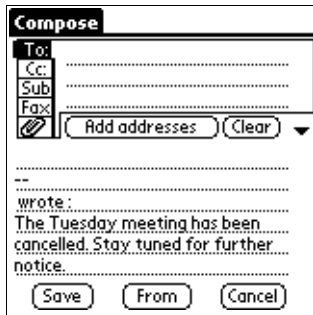 Compose
To:
Cc:
Sub
Fax
Add addresses Clear
--
wrote :
The Tuesday meeting has been
cancelled. Stay tuned for further
notice.
Save From Cancel